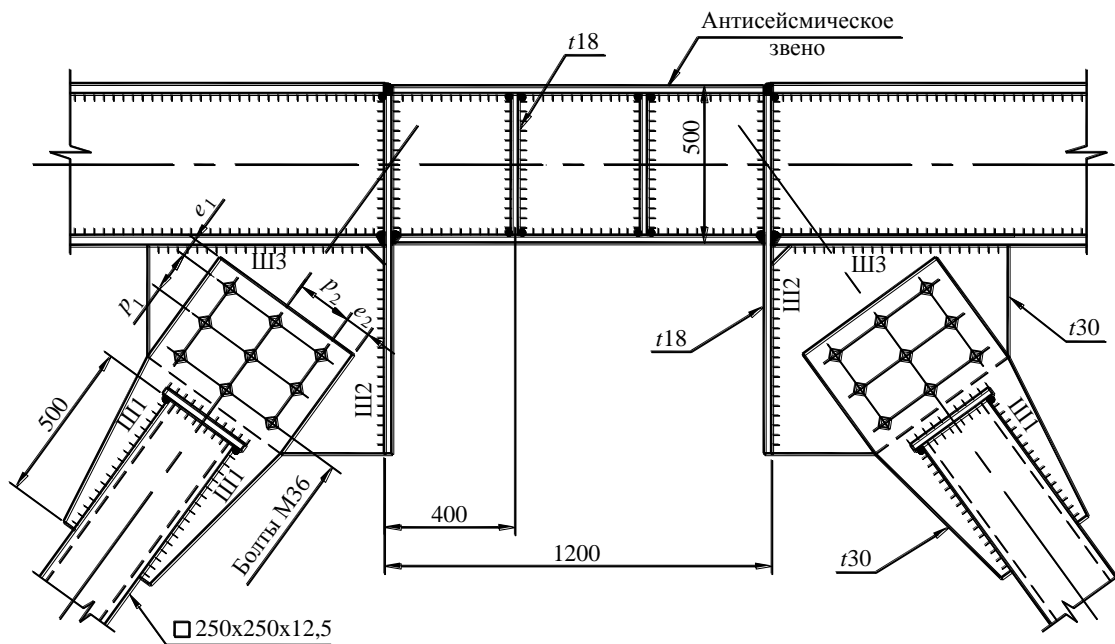 Антисейсмическое
звено
t18
500
e1
p1
Ш3
p2
e2
Ш2
Ш3
Ш2
t18
t30
500
Ш1
Ш1
Ш1
Болты М36
400
1200
t30
250х250х12,5